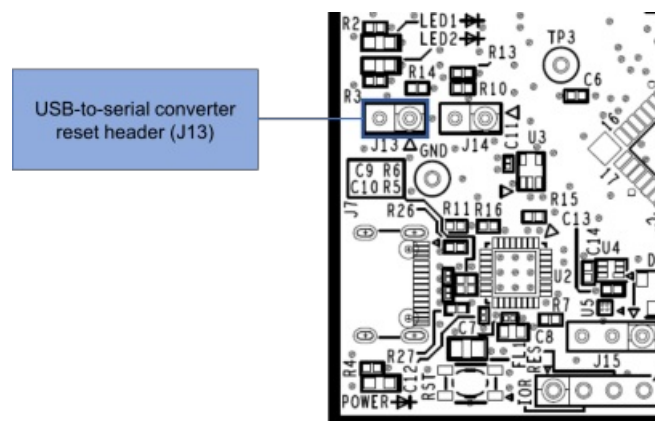 R2
LED1
LED2
TP3
R13
C6
R14
R10
R3
USB-to-serial converter
reset header (J13)
J13
J14
C11
U3
16
17
GND
C9 R6
C10 R5
J7
R26
R11
R16
R15
C13
C14
U4
D
U2
U5
R7
C7
C8
J15
R27
FL1
RES
R4
C12
RST
IOR
POWER